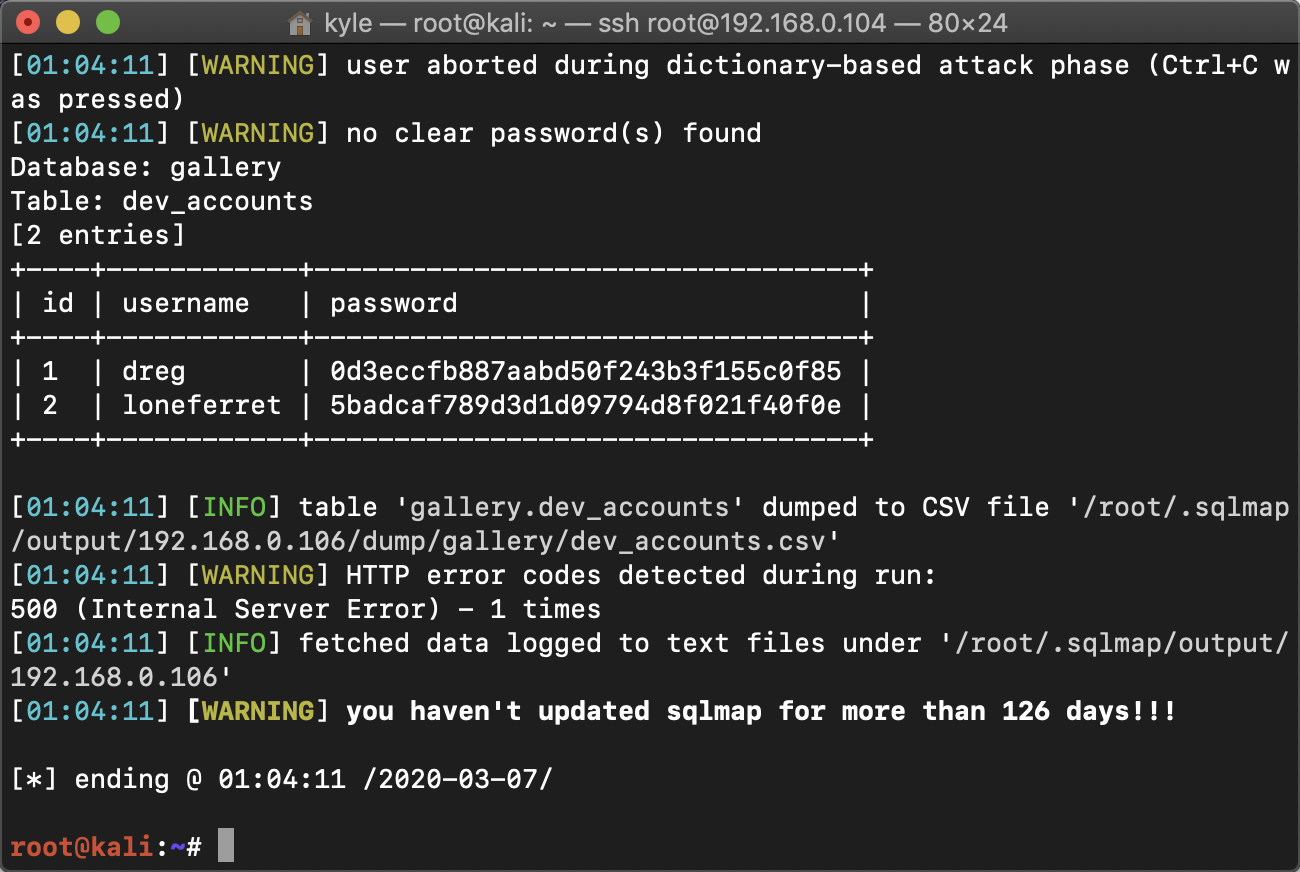 kyle — root@kali: ~ — ssh root@192.168.0.104 — 80×24
[01:04:11] [WARNING] user aborted during dictionary-based attack phase (Ctrl+C w
as pressed)
[01:04:11] [WARNING] no clear password(s) found
Database: gallery
Table: dev_accounts
[2 entries]
+----+------------+----------------------------------+
| id | username   | password                         |
+----+------------+----------------------------------+
| 1  | dreg       | 0d3eccfb887aabd50f243b3f155c0f85 |
| 2  | loneferret | 5badcaf789d3d1d09794d8f021f40f0e |
+----+------------+----------------------------------+
[01:04:11] [INFO] table 'gallery.dev_accounts' dumped to CSV file '/root/.sqlmap
/output/192.168.0.106/dump/gallery/dev_accounts.csv'
[01:04:11] [WARNING] HTTP error codes detected during run:
500 (Internal Server Error) - 1 times
[01:04:11] [INFO] fetched data logged to text files under '/root/.sqlmap/output/
192.168.0.106'
[01:04:11] [WARNING] you haven't updated sqlmap for more than 126 days!!!
[*] ending @ 01:04:11 /2020-03-07/
root@kali:~#